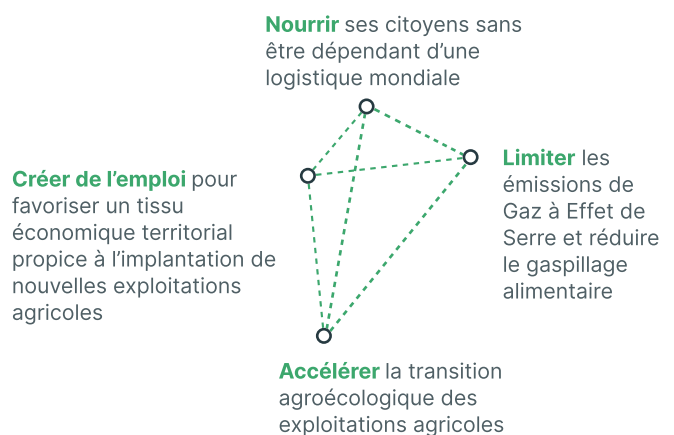 Nourrir ses citoyens sans
être dépendant d’une
logistique mondiale
Créer de l’emploi pour
favoriser un tissu
économique territorial
propice à l’implantation de
nouvelles exploitations
agricoles
Limiter les
émissions de
Gaz à Effet de
Serre et réduire
le gaspillage
alimentaire
Accélérer la transition
agroécologique des
exploitations agricoles